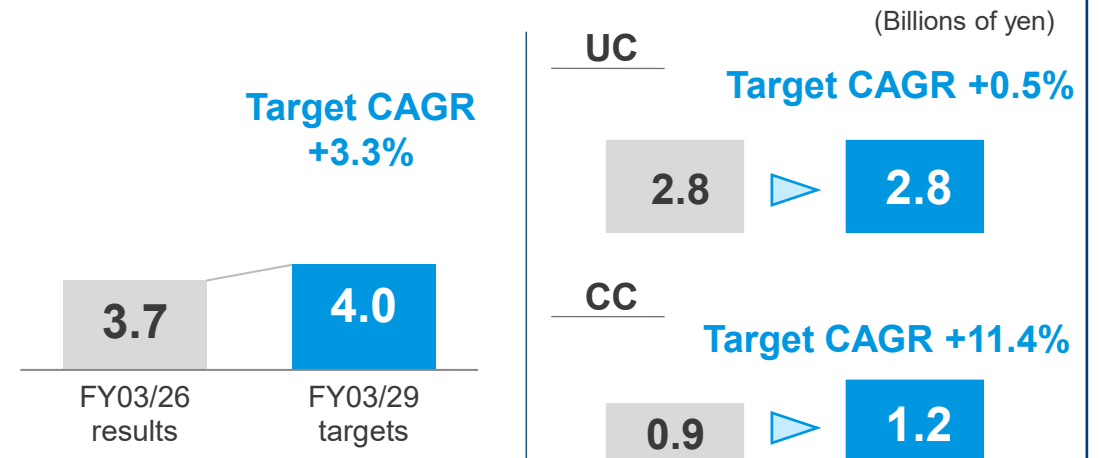 (Billions of yen)
Target CAGR
+3.3%
3.7
4.0
FY03/26
results
FY03/29
targets
UC
Target CAGR +0.5%
2.8
2.8
CC
Target CAGR +11.4%
0.9
1.2